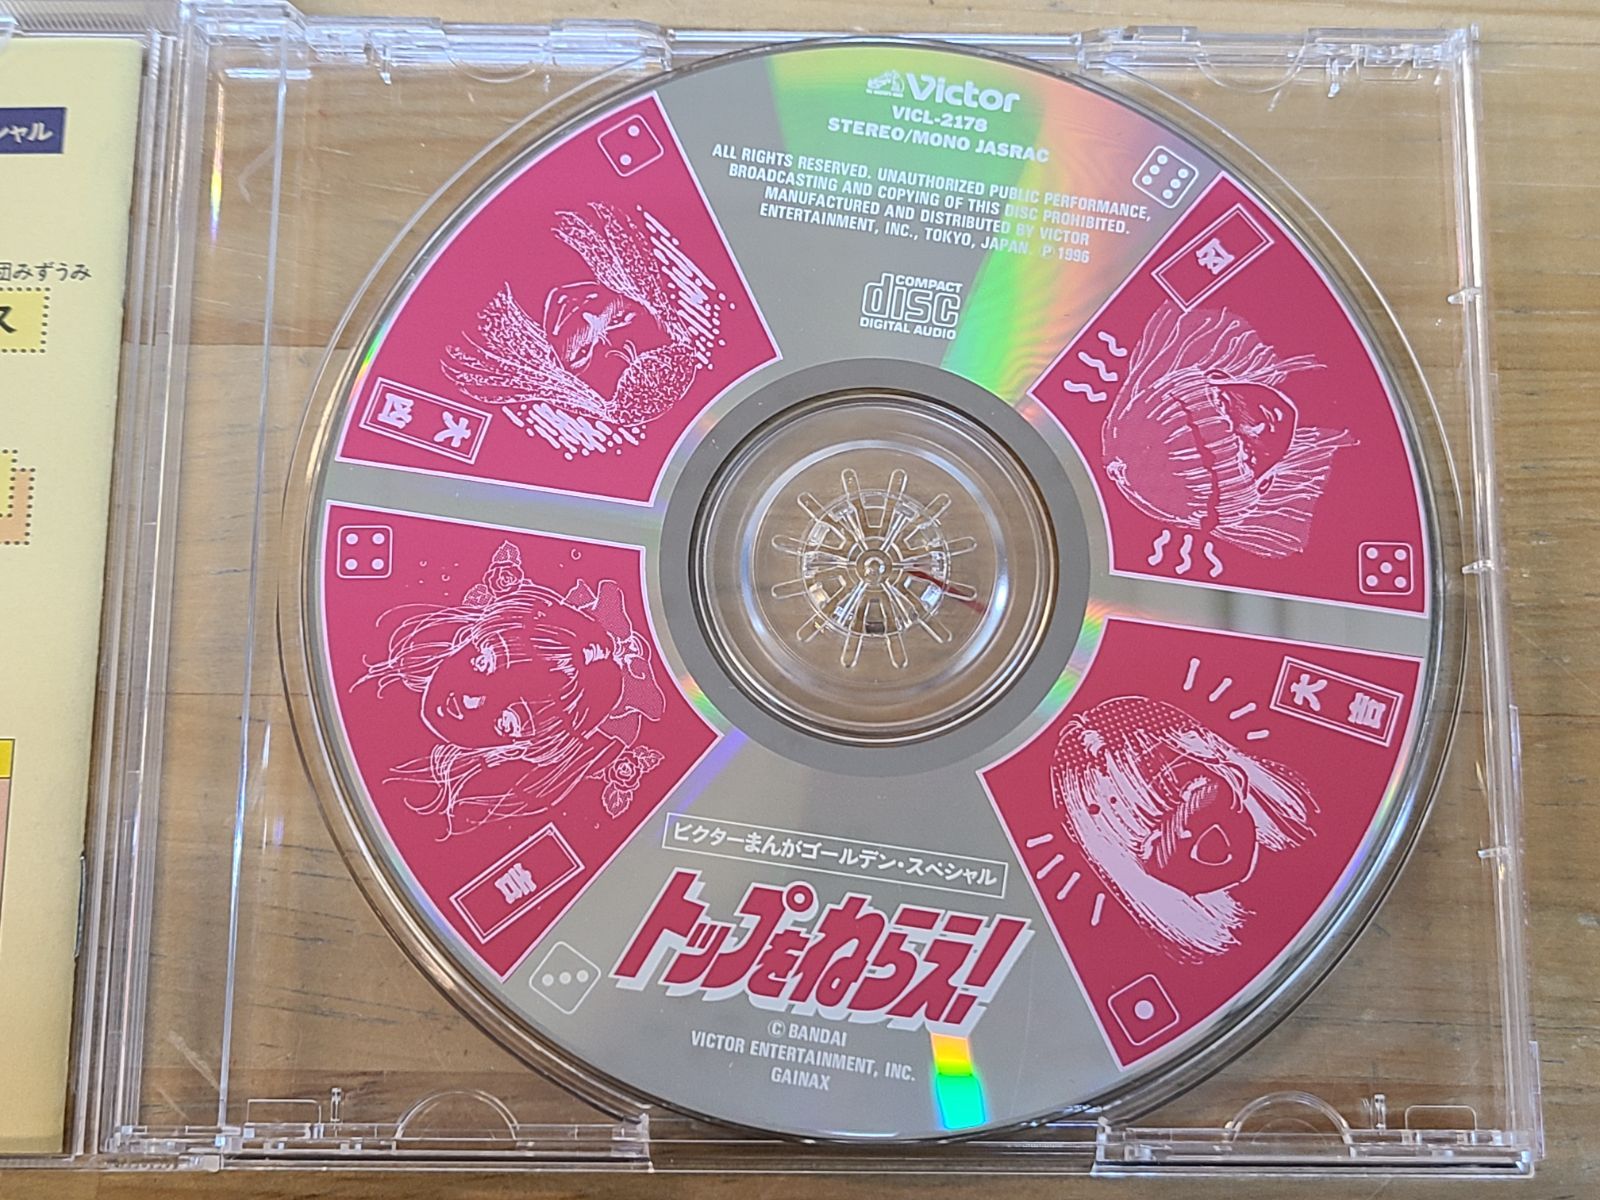 シャル
団みずうみ
ス
Victor
VICL-2178
STEREO/MONO JASRAC
ALL RIGHTS RESERVED. UNAUTHORIZED PUBLIC PERFORMANCE,
BROADCASTING AND COPYING OF THIS DISC PROHIBITED.
MANUFACTURED AND DISTRIBUTED BY VICTOR
ENTERTAINMENT, INC., TOKYO, JAPAN. Ⓟ 1996
COMPACT
disc
DIGITAL AUDIO
大凶
凶
吉
大吉
ビクターまんがゴールデン・スペシャル
トップをねらえ!
© BANDAI
VICTOR ENTERTAINMENT, INC.
GAINAX